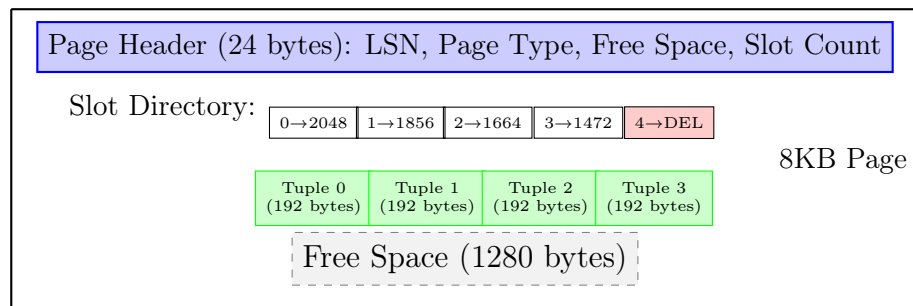 Page Header (24 bytes): LSN, Page Type, Free Space, Slot Count
Slot Directory: 0→2048 1→1856 2→1664 3→1472 4→DEL
8KB Page
Tuple 0 (192 bytes)
Tuple 1 (192 bytes)
Tuple 2 (192 bytes)
Tuple 3 (192 bytes)
Free Space (1280 bytes)